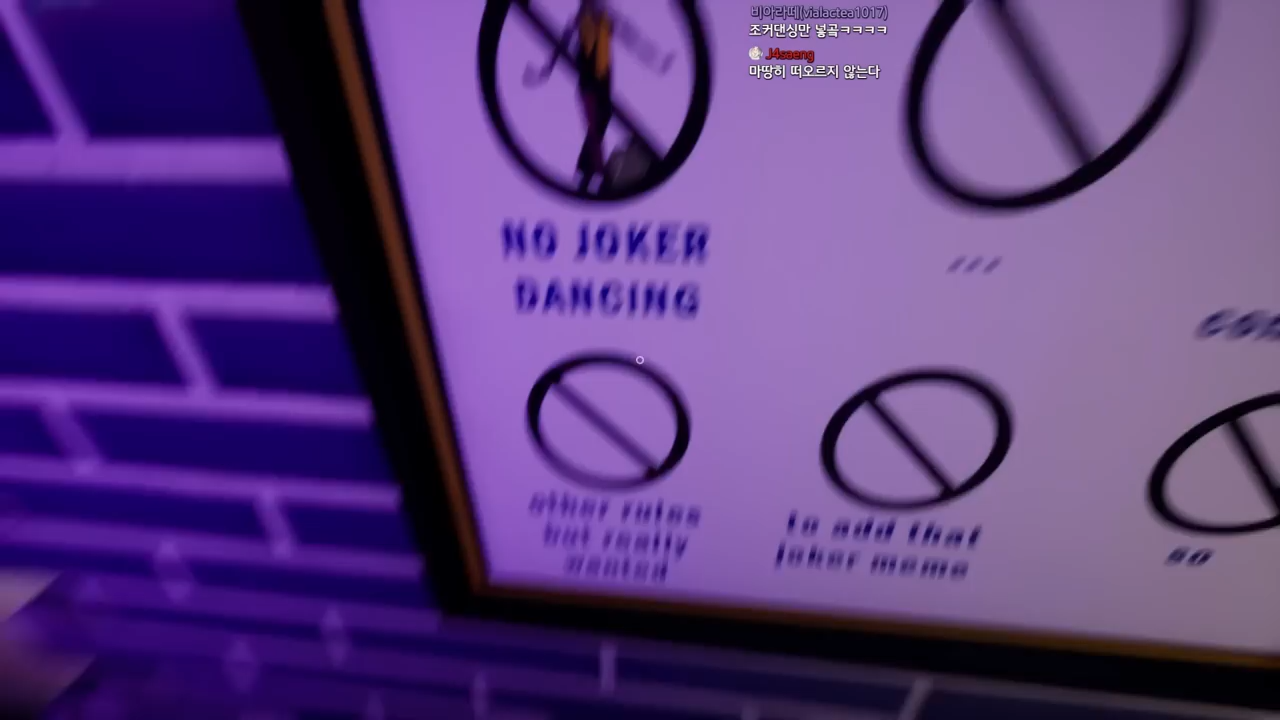 비아라떼(vialactea1017)
조커댄싱만 넣곸ㅋㅋㅋㅋ
J4saeng
마땅히 떠오르지 않는다
NO JOKER
DANCING
other rules
but really
wanted
to add that
joker meme
so